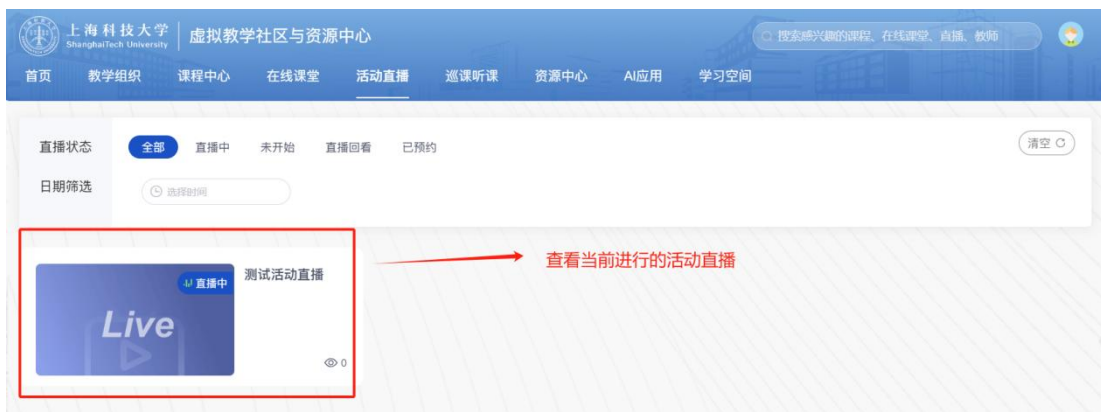 上海科技大学
ShanghaiTech University
虚拟教学社区与资源中心
搜索感兴趣的课程、在线课堂、直播、教师
首页 教学组织 课程中心 在线课堂 活动直播 巡课听课 资源中心 AI应用 学习空间
直播状态 全部 直播中 未开始 直播回看 已预约 清空
日期筛选 选择时间
直播中 测试活动直播
查看当前进行的活动直播
Live
0